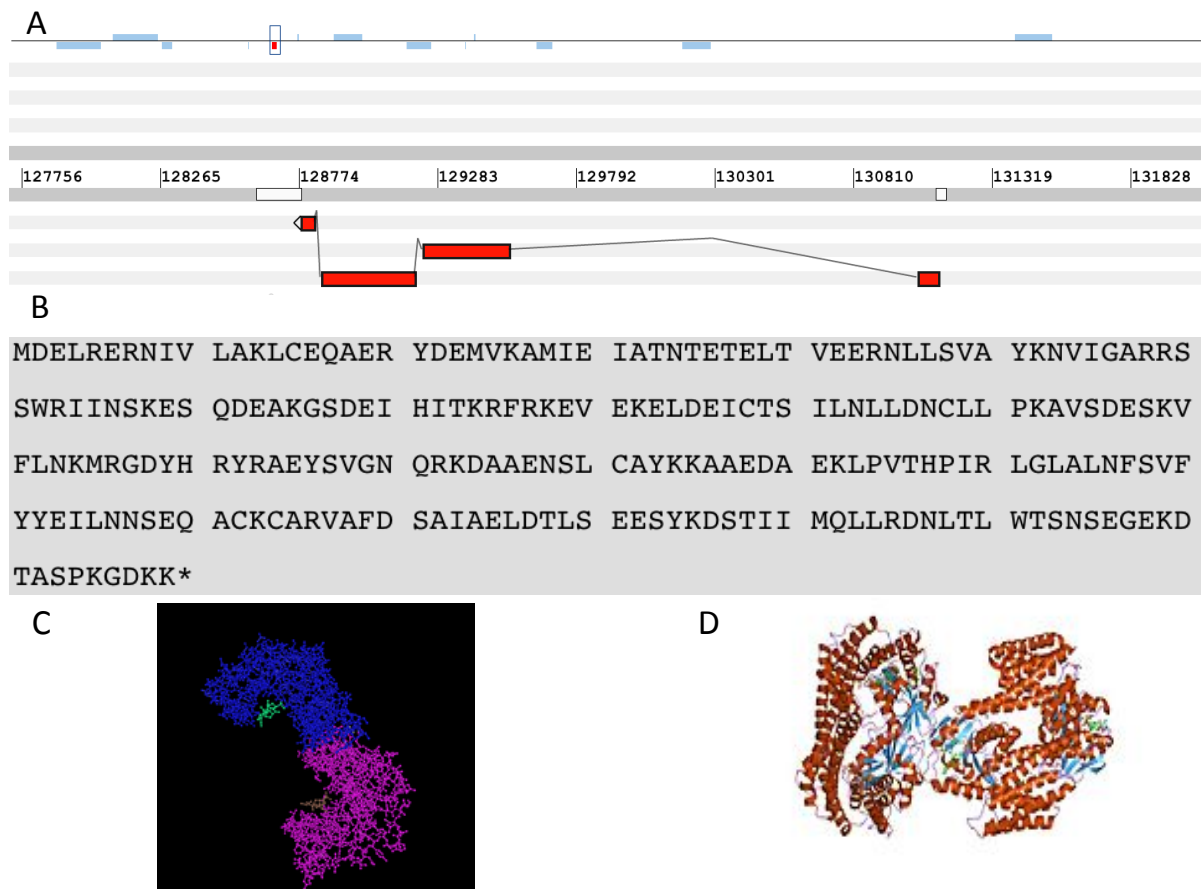 A
127756 128265 128774 129283 129792 130301 130810 131319 131828
B
MDELRERNIV LAKLCEQAER YDEMVKAMIE IATNTETELT VEERNLLSVA YKNVIGARRS
SWRIINSKES QDEAKGSDEI HITKRFRKEV EKELDEICTS ILNLLDNCLL PKAVSDESKV
FLNKMRGDYH RYRAEYSVGN QRKDAAENSL CAYKKAAEDA EKLPVTHPIR LGLALNFSVF
YYEILNNSEQ ACKCARVAFD SAIAELDTLS EESYKDSTII MQLLRDNLTL WTSNSEGEKD
TASPKGDKK*
C D